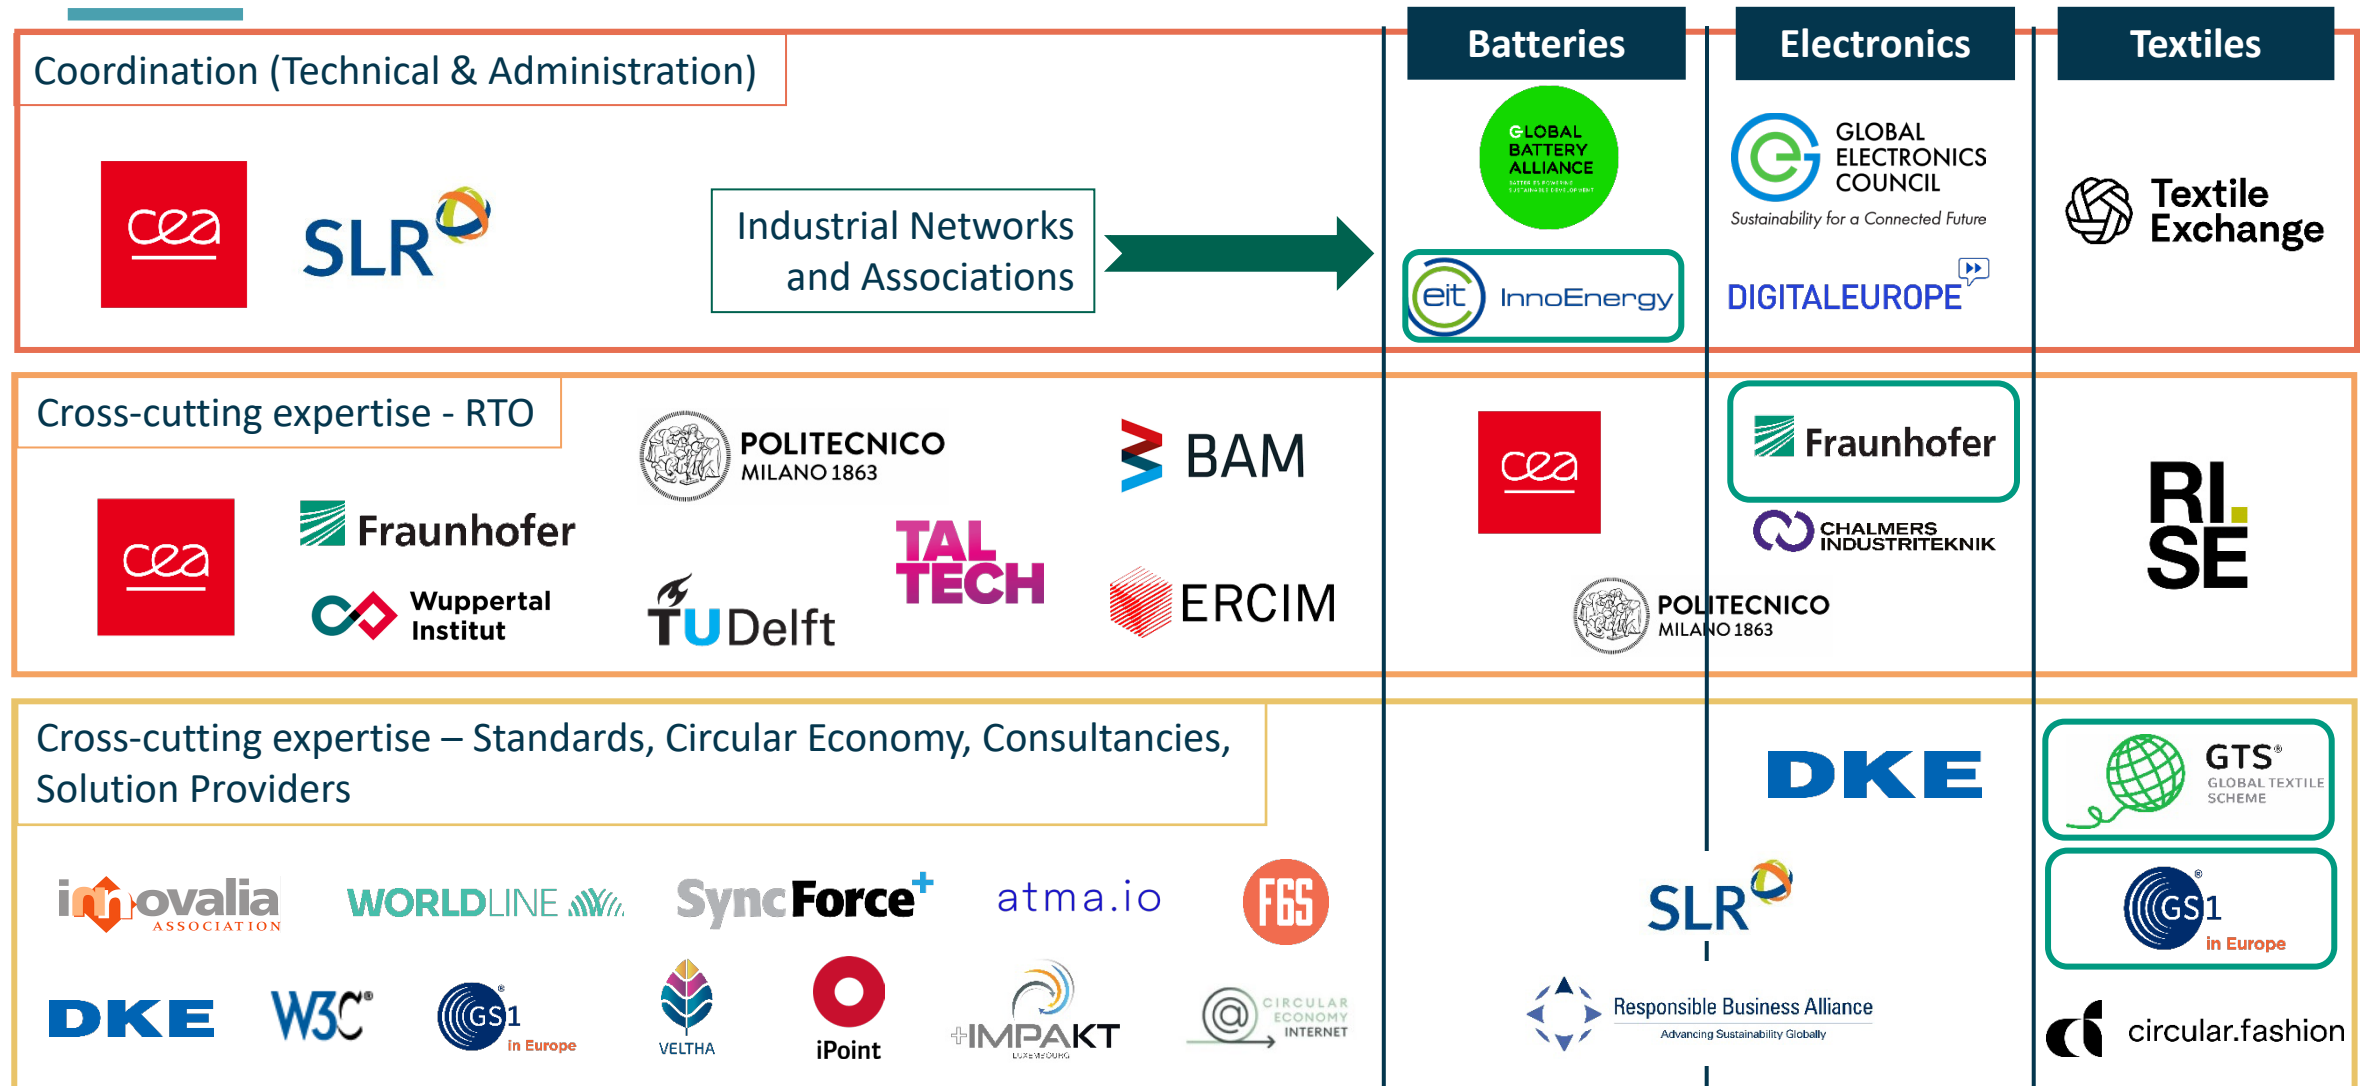 Batteries
Electronics
Textiles
Coordination (Technical & Administration)
cea
SLR
Industrial Networks
and Associations
GLOBAL
BATTERY
ALLIANCE
BATTERIES POWERING
SUSTAINABLE DEVELOPMENT
eit InnoEnergy
GLOBAL
ELECTRONICS
COUNCIL
Sustainability for a Connected Future
DIGITALEUROPE
Textile
Exchange
Cross-cutting expertise - RTO
cea
Fraunhofer
Wuppertal
Institut
POLITECNICO
MILANO 1863
TU Delft
TAL
TECH
BAM
ERCIM
cea
Fraunhofer
CHALMERS
INDUSTRITEKNIK
POLITECNICO
MILANO 1863
RI.
SE
Cross-cutting expertise – Standards, Circular Economy, Consultancies,
Solution Providers
innovalia
ASSOCIATION
WORLDLINE
SyncForce+
atma.io
F6S
DKE
W3C®
GS1®
in Europe
VELTHA
iPoint
+IMPAKT
LUXEMBOURG
@ CIRCULAR
ECONOMY
INTERNET
DKE
SLR
Responsible Business Alliance
Advancing Sustainability Globally
GTS®
GLOBAL TEXTILE
SCHEME
GS1®
in Europe
circular.fashion